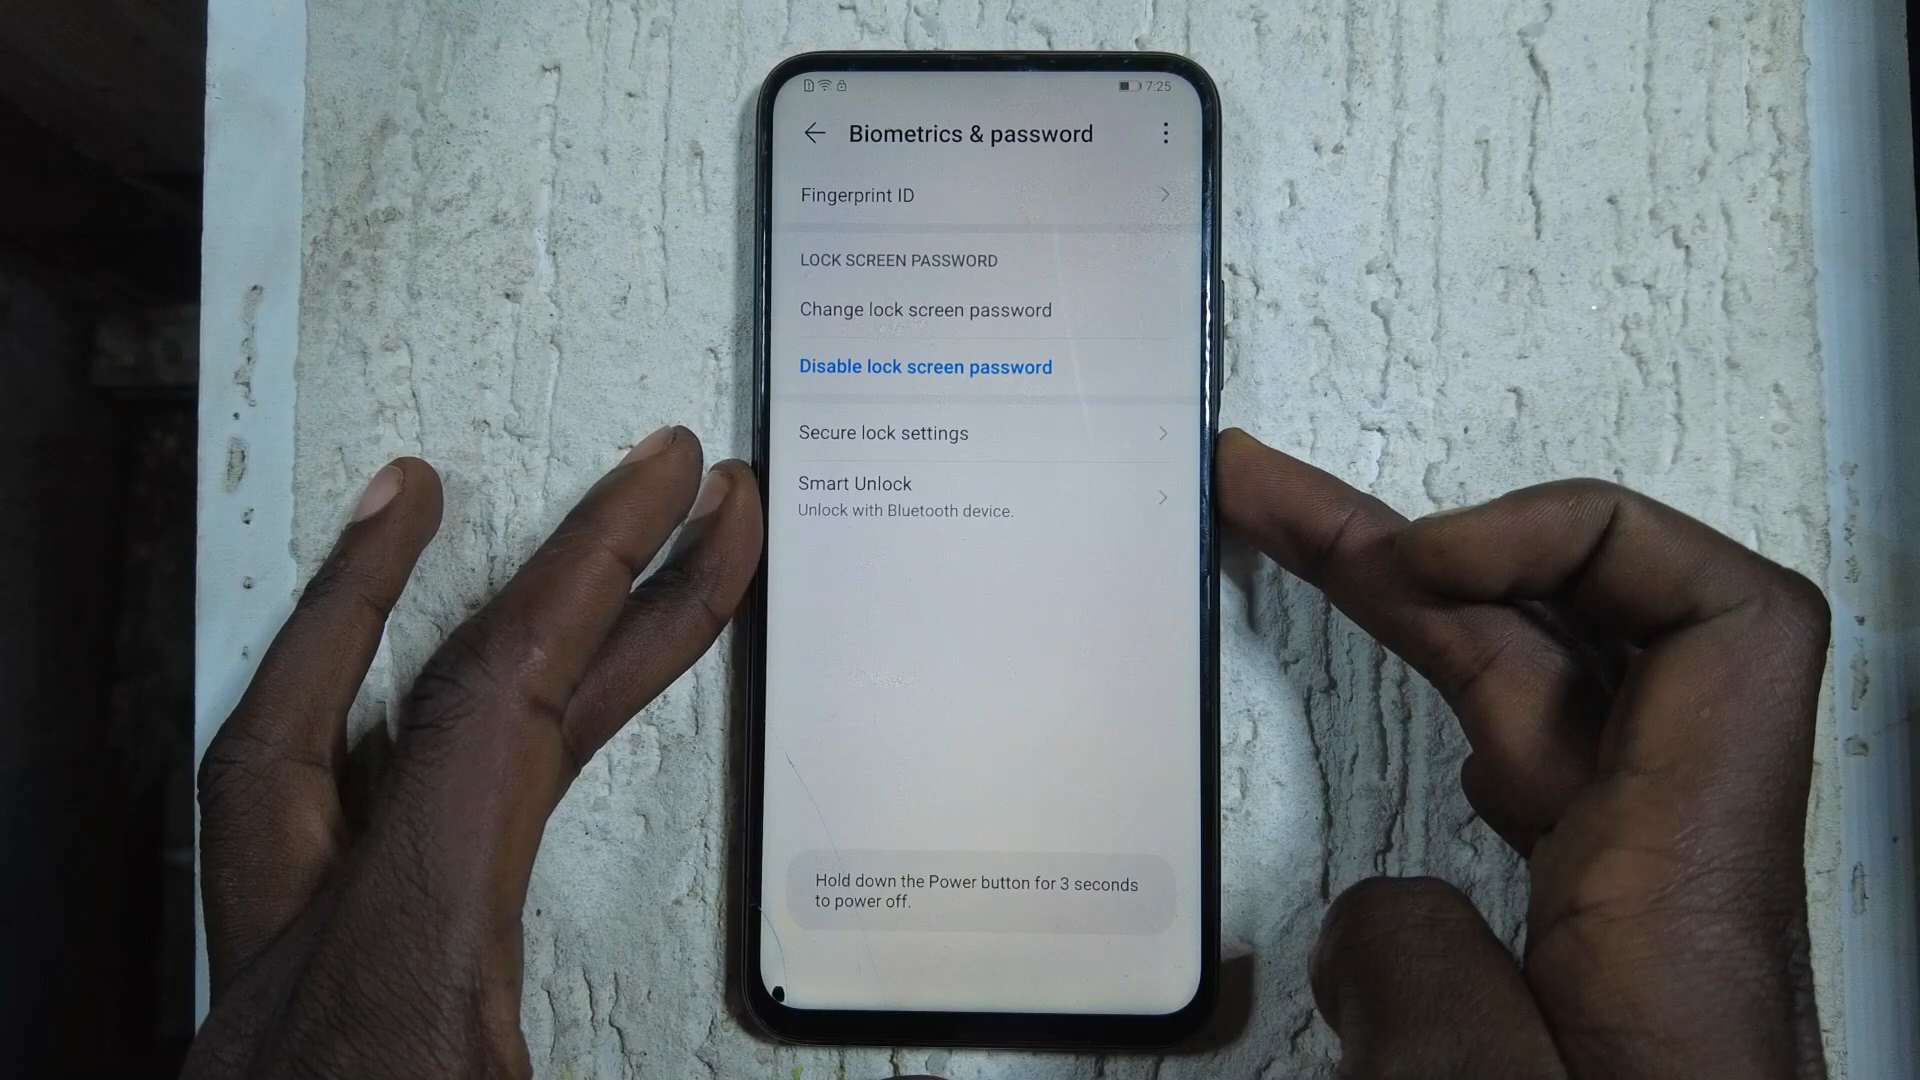 7:25
Biometrics & password
Fingerprint ID
LOCK SCREEN PASSWORD
Change lock screen password
Disable lock screen password
Secure lock settings
Smart Unlock
Unlock with Bluetooth device.
Hold down the Power button for 3 seconds
to power off.